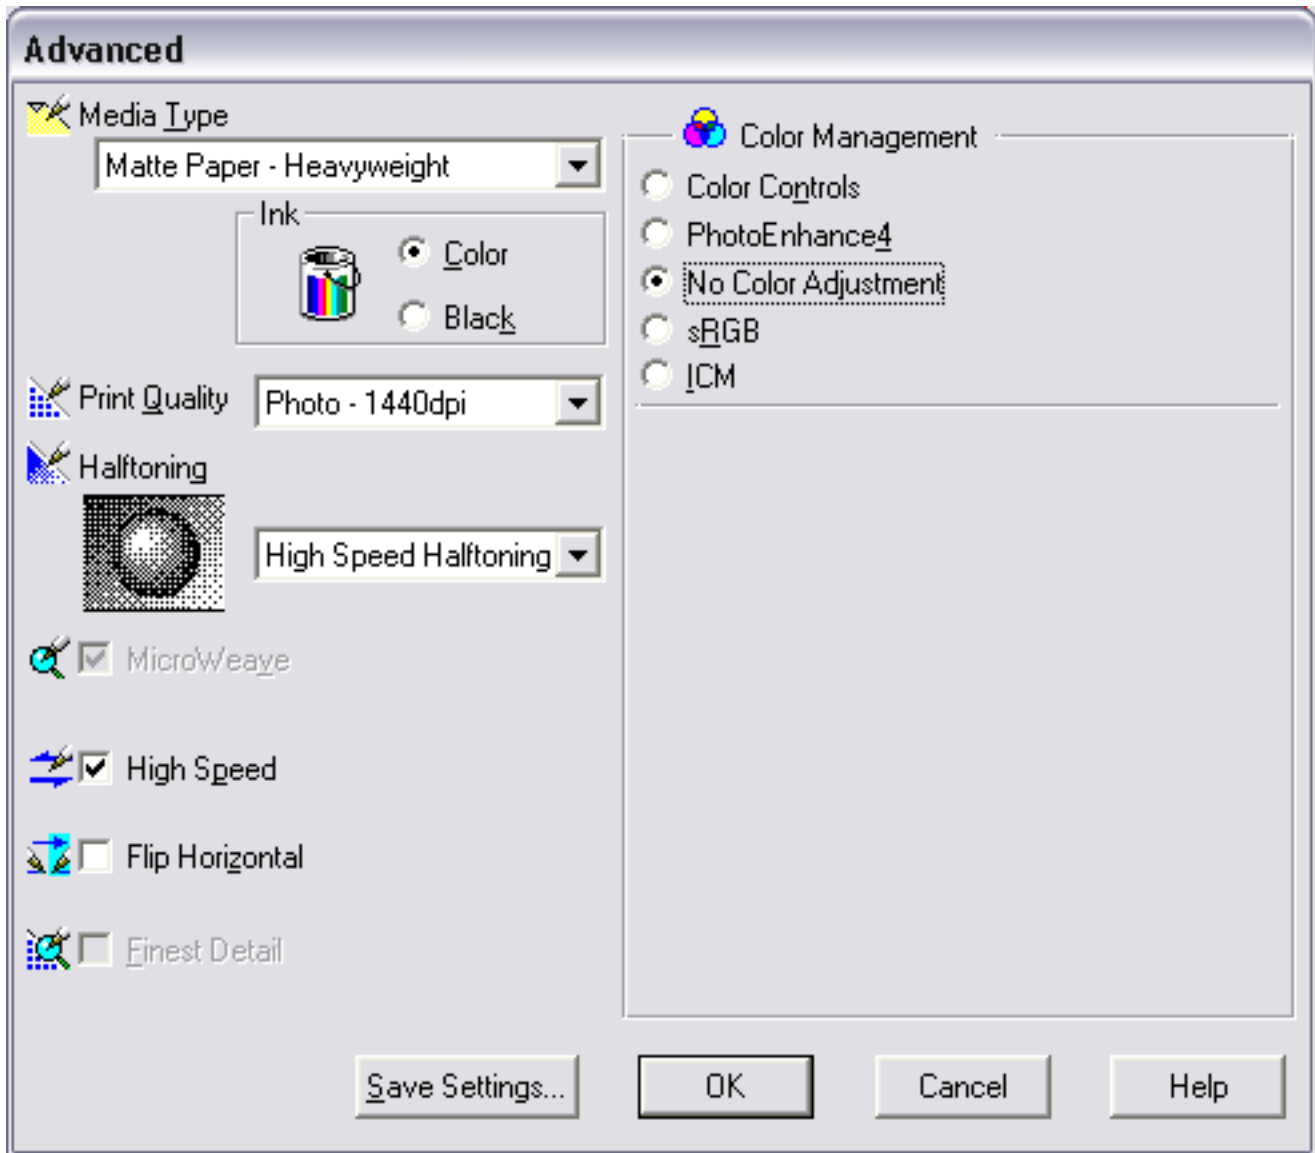 Advanced
Media Type
Matte Paper - Heavyweight
Ink
Color
Black
Print Quality
Photo - 1440dpi
Halftoning
High Speed Halftoning
MicroWeave
High Speed
Flip Horizontal
Finest Detail
Color Management
Color Controls
PhotoEnhance4
No Color Adjustment
sRGB
ICM
Save Settings...
OK
Cancel
Help